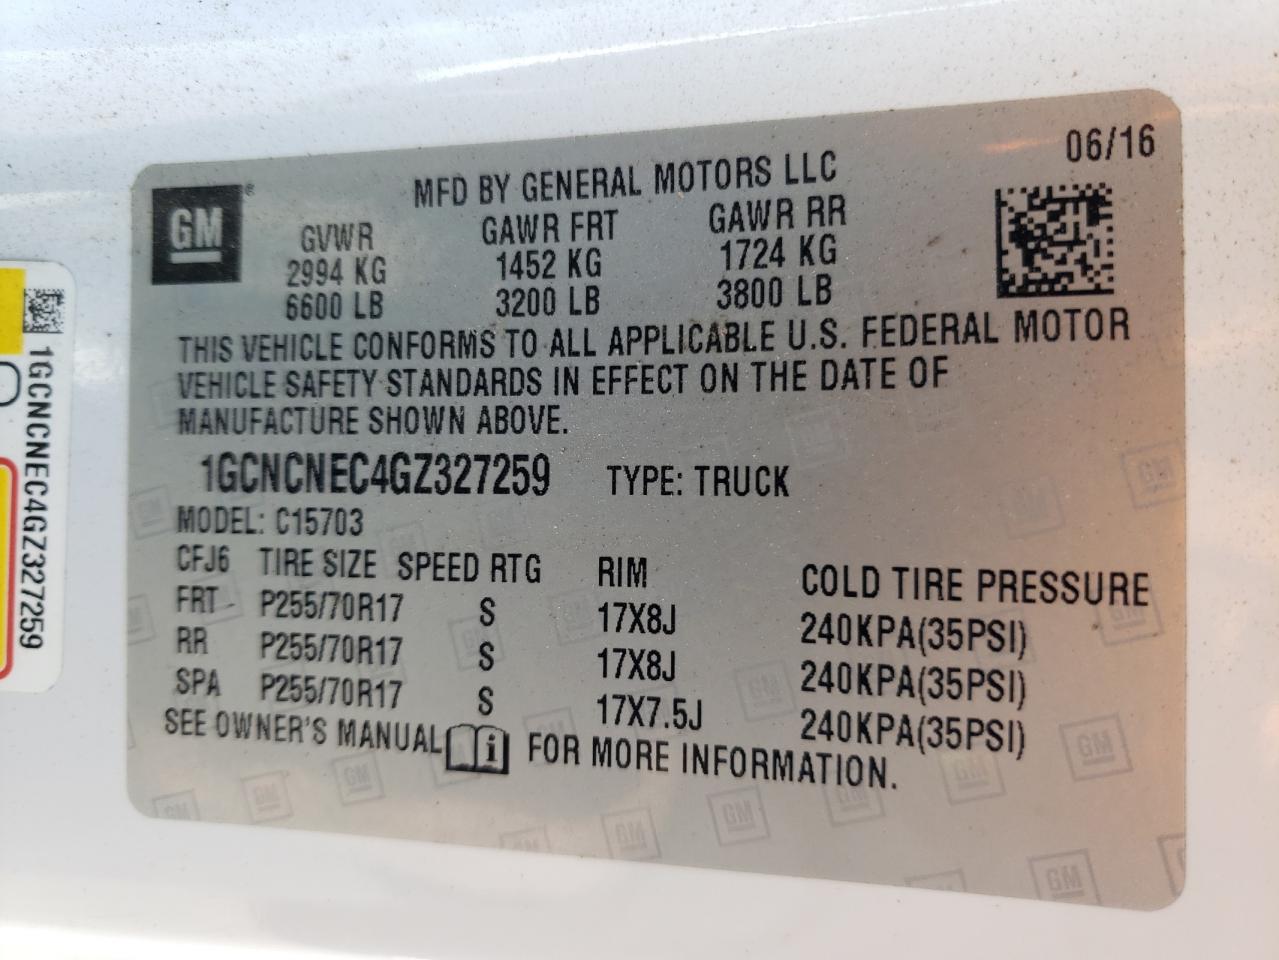 06/16
GM®
MFD BY GENERAL MOTORS LLC
GVWR GAWR FRT GAWR RR
2994 KG 1452 KG 1724 KG
6600 LB 3200 LB 3800 LB
THIS VEHICLE CONFORMS TO ALL APPLICABLE U.S. FEDERAL MOTOR
VEHICLE SAFETY STANDARDS IN EFFECT ON THE DATE OF
MANUFACTURE SHOWN ABOVE.
1GCNCNEC4GZ327259 TYPE: TRUCK
MODEL: C15703
CFJ6 TIRE SIZE SPEED RTG RIM COLD TIRE PRESSURE
FRT P255/70R17 S 17X8J 240KPA(35PSI)
RR P255/70R17 S 17X8J 240KPA(35PSI)
SPA P255/70R17 S 17X7.5J 240KPA(35PSI)
SEE OWNER'S MANUAL i FOR MORE INFORMATION.
1GCNCNEC4GZ327259